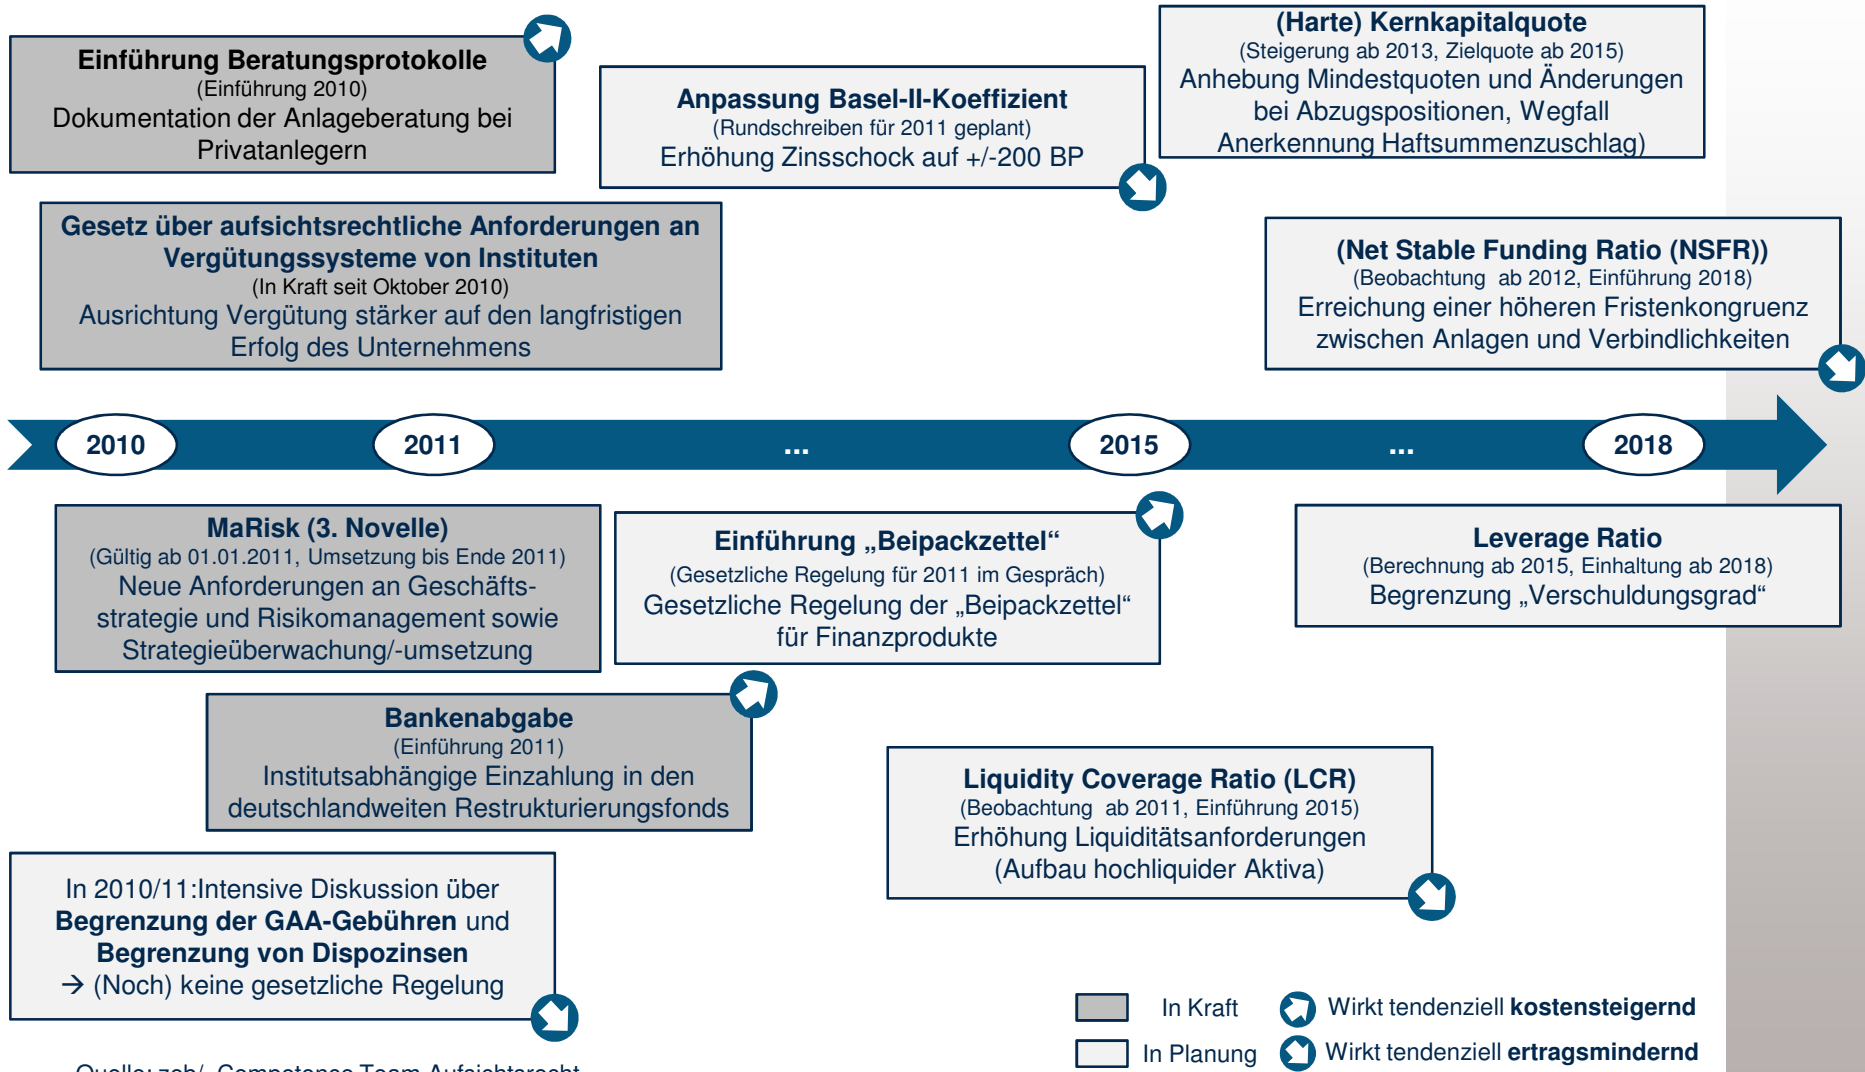 Einführung Beratungsprotokolle
(Einführung 2010)
Dokumentation der Anlageberatung bei
Privatanlegern
Anpassung Basel-II-Koeffizient
(Rundschreiben für 2011 geplant)
Erhöhung Zinsschock auf +/-200 BP
(Harte) Kernkapitalquote
(Steigerung ab 2013, Zielquote ab 2015)
Anhebung Mindestquoten und Änderungen
bei Abzugspositionen, Wegfall
Anerkennung Haftsummenzuschlag)
Gesetz über aufsichtsrechtliche Anforderungen an
Vergütungssysteme von Instituten
(In Kraft seit Oktober 2010)
Ausrichtung Vergütung stärker auf den langfristigen
Erfolg des Unternehmens
(Net Stable Funding Ratio (NSFR))
(Beobachtung  ab 2012, Einführung 2018)
Erreichung einer höheren Fristenkongruenz
zwischen Anlagen und Verbindlichkeiten
2010 2011 ... 2015 ... 2018
MaRisk (3. Novelle)
(Gültig ab 01.01.2011, Umsetzung bis Ende 2011)
Neue Anforderungen an Geschäfts-
strategie und Risikomanagement sowie
Strategieüberwachung/-umsetzung
Einführung „Beipackzettel“
(Gesetzliche Regelung für 2011 im Gespräch)
Gesetzliche Regelung der „Beipackzettel“
für Finanzprodukte
Leverage Ratio
(Berechnung ab 2015, Einhaltung ab 2018)
Begrenzung „Verschuldungsgrad“
Bankenabgabe
(Einführung 2011)
Institutsabhängige Einzahlung in den
deutschlandweiten Restrukturierungsfonds
Liquidity Coverage Ratio (LCR)
(Beobachtung  ab 2011, Einführung 2015)
Erhöhung Liquiditätsanforderungen
(Aufbau hochliquider Aktiva)
In 2010/11:Intensive Diskussion über
Begrenzung der GAA-Gebühren und
Begrenzung von Dispozinsen
→ (Noch) keine gesetzliche Regelung
In Kraft Wirkt tendenziell kostensteigernd
In Planung Wirkt tendenziell ertragsmindernd
Quelle: zeb/ Competence Team Aufsichtsrecht